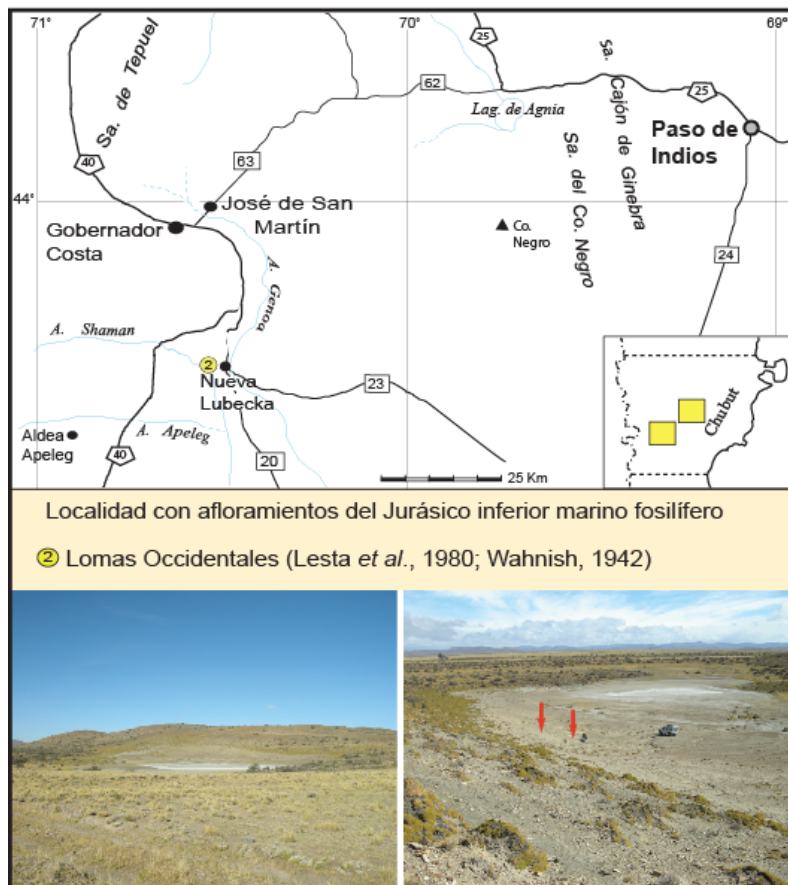 71°
70°
69°
Sa. de Tepuel
25
Sa. Cajón de Ginebra
62
25
Lag. de Agnia
Paso de
Indios
40
63
Sa. del Co. Negro
44°
José de San
Martín
Gobernador
Costa
Co.
Negro
24
A. Genoa
A. Shaman
2
Nueva
Lubecka
23
Chubut
Aldea
Apeleg
A. Apeleg
40
20
25 Km
Localidad con afloramientos del Jurásico inferior marino fosilífero
2 Lomas Occidentales (Lesta et al., 1980; Wahnish, 1942)